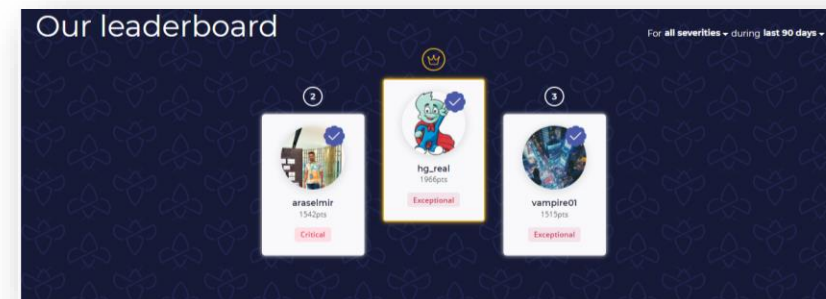 Our leaderboard
For all severities during last 90 days
2
araselmir
1542pts
Critical
hg_real
1966pts
Exceptional
3
vampire01
1515pts
Exceptional